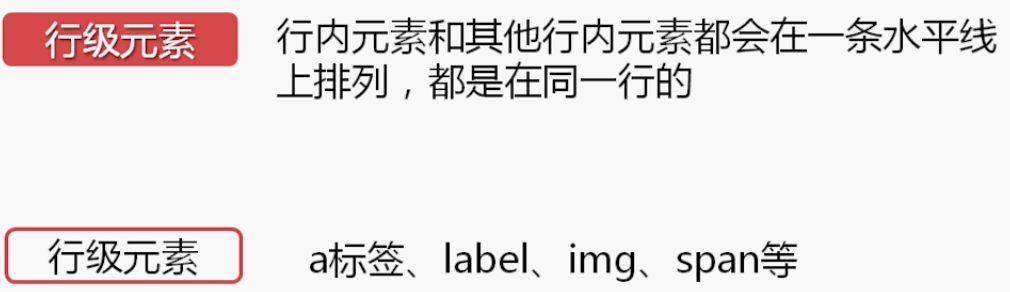 行级元素
行内元素和其他行内元素都会在一条水平线
上排列，都是在同一行的
行级元素
a标签、label、img、span等